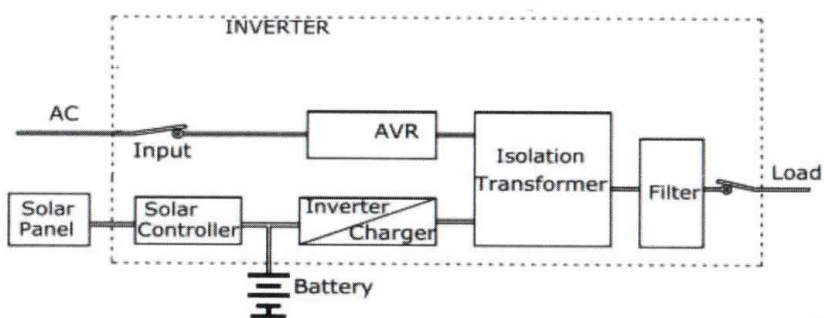 INVERTER
AC
Input
AVR
Isolation
Transformer
Filter
Load
Solar
Panel
Solar
Controller
Inverter
Charger
Battery